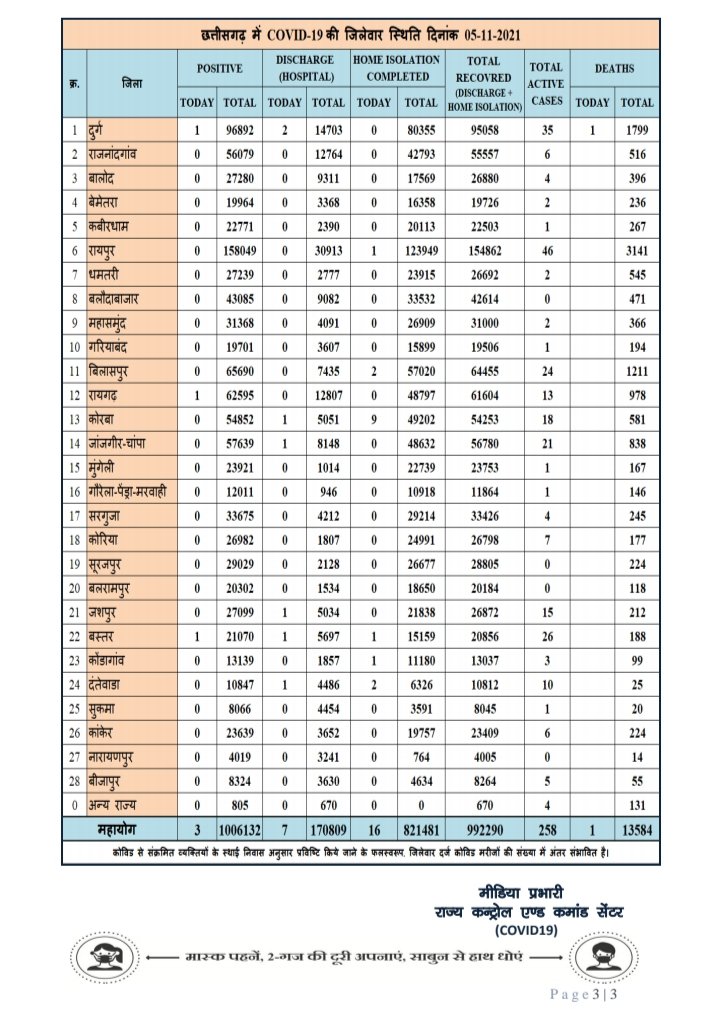 छत्तीसगढ़ में COVID-19 की जिलेवार स्थिति दिनांक 05-11-2021
क्र. जिला POSITIVE DISCHARGE (HOSPITAL) HOME ISOLATION COMPLETED TOTAL RECOVRED (DISCHARGE + HOME ISOLATION) TOTAL ACTIVE CASES DEATHS
TODAY TOTAL TODAY TOTAL TODAY TOTAL TODAY TOTAL
1 दुर्ग 1 96892 2 14703 0 80355 95058 35 1 1799
2 राजनांदगांव 0 56079 0 12764 0 42793 55557 6 516
3 बालोद 0 27280 0 9311 0 17569 26880 4 396
4 बेमेतरा 0 19964 0 3368 0 16358 19726 2 236
5 कबीरधाम 0 22771 0 2390 0 20113 22503 1 267
6 रायपुर 0 158049 0 30913 1 123949 154862 46 3141
7 धमतरी 0 27239 0 2777 0 23915 26692 2 545
8 बलौदाबाजार 0 43085 0 9082 0 33532 42614 0 471
9 महासमुंद 0 31368 0 4091 0 26909 31000 2 366
10 गरियाबंद 0 19701 0 3607 0 15899 19506 1 194
11 बिलासपुर 0 65690 0 7435 2 57020 64455 24 1211
12 रायगढ़ 1 62595 0 12807 0 48797 61604 13 978
13 कोरबा 0 54852 1 5051 9 49202 54253 18 581
14 जांजगीर-चांपा 0 57639 1 8148 0 48632 56780 21 838
15 मुंगेली 0 23921 0 1014 0 22739 23753 1 167
16 गौरेला-पेंड्रा-मरवाही 0 12011 0 946 0 10918 11864 1 146
17 सरगुजा 0 33675 0 4212 0 29214 33426 4 245
18 कोरिया 0 26982 0 1807 0 24991 26798 7 177
19 सूरजपुर 0 29029 0 2128 0 26677 28805 0 224
20 बलरामपुर 0 20302 0 1534 0 18650 20184 0 118
21 जशपुर 0 27099 1 5034 0 21838 26872 15 212
22 बस्तर 1 21070 1 5697 1 15159 20856 26 188
23 कोंडागांव 0 13139 0 1857 1 11180 13037 3 99
24 दंतेवाडा 0 10847 1 4486 2 6326 10812 10 25
25 सुकमा 0 8066 0 4454 0 3591 8045 1 20
26 कांकेर 0 23639 0 3652 0 19757 23409 6 224
27 नारायणपुर 0 4019 0 3241 0 764 4005 0 14
28 बीजापुर 0 8324 0 3630 0 4634 8264 5 55
0 अन्य राज्य 0 805 0 670 0 0 670 4 131
महायोग 3 1006132 7 170809 16 821481 992290 258 1 13584
कोविड से संक्रमित व्यक्तियों के स्थाई निवास अनुसार प्रविष्टि किये जाने के फलस्वरूप, जिलेवार दर्ज कोविड मरीजों की संख्या में अंतर संभावित है।
मीडिया प्रभारी
राज्य कन्ट्रोल एण्ड कमांड सेंटर
(COVID19)
मास्क पहनें, 2-गज की दूरी अपनाएं, साबुन से हाथ धोएं
Page 3|3